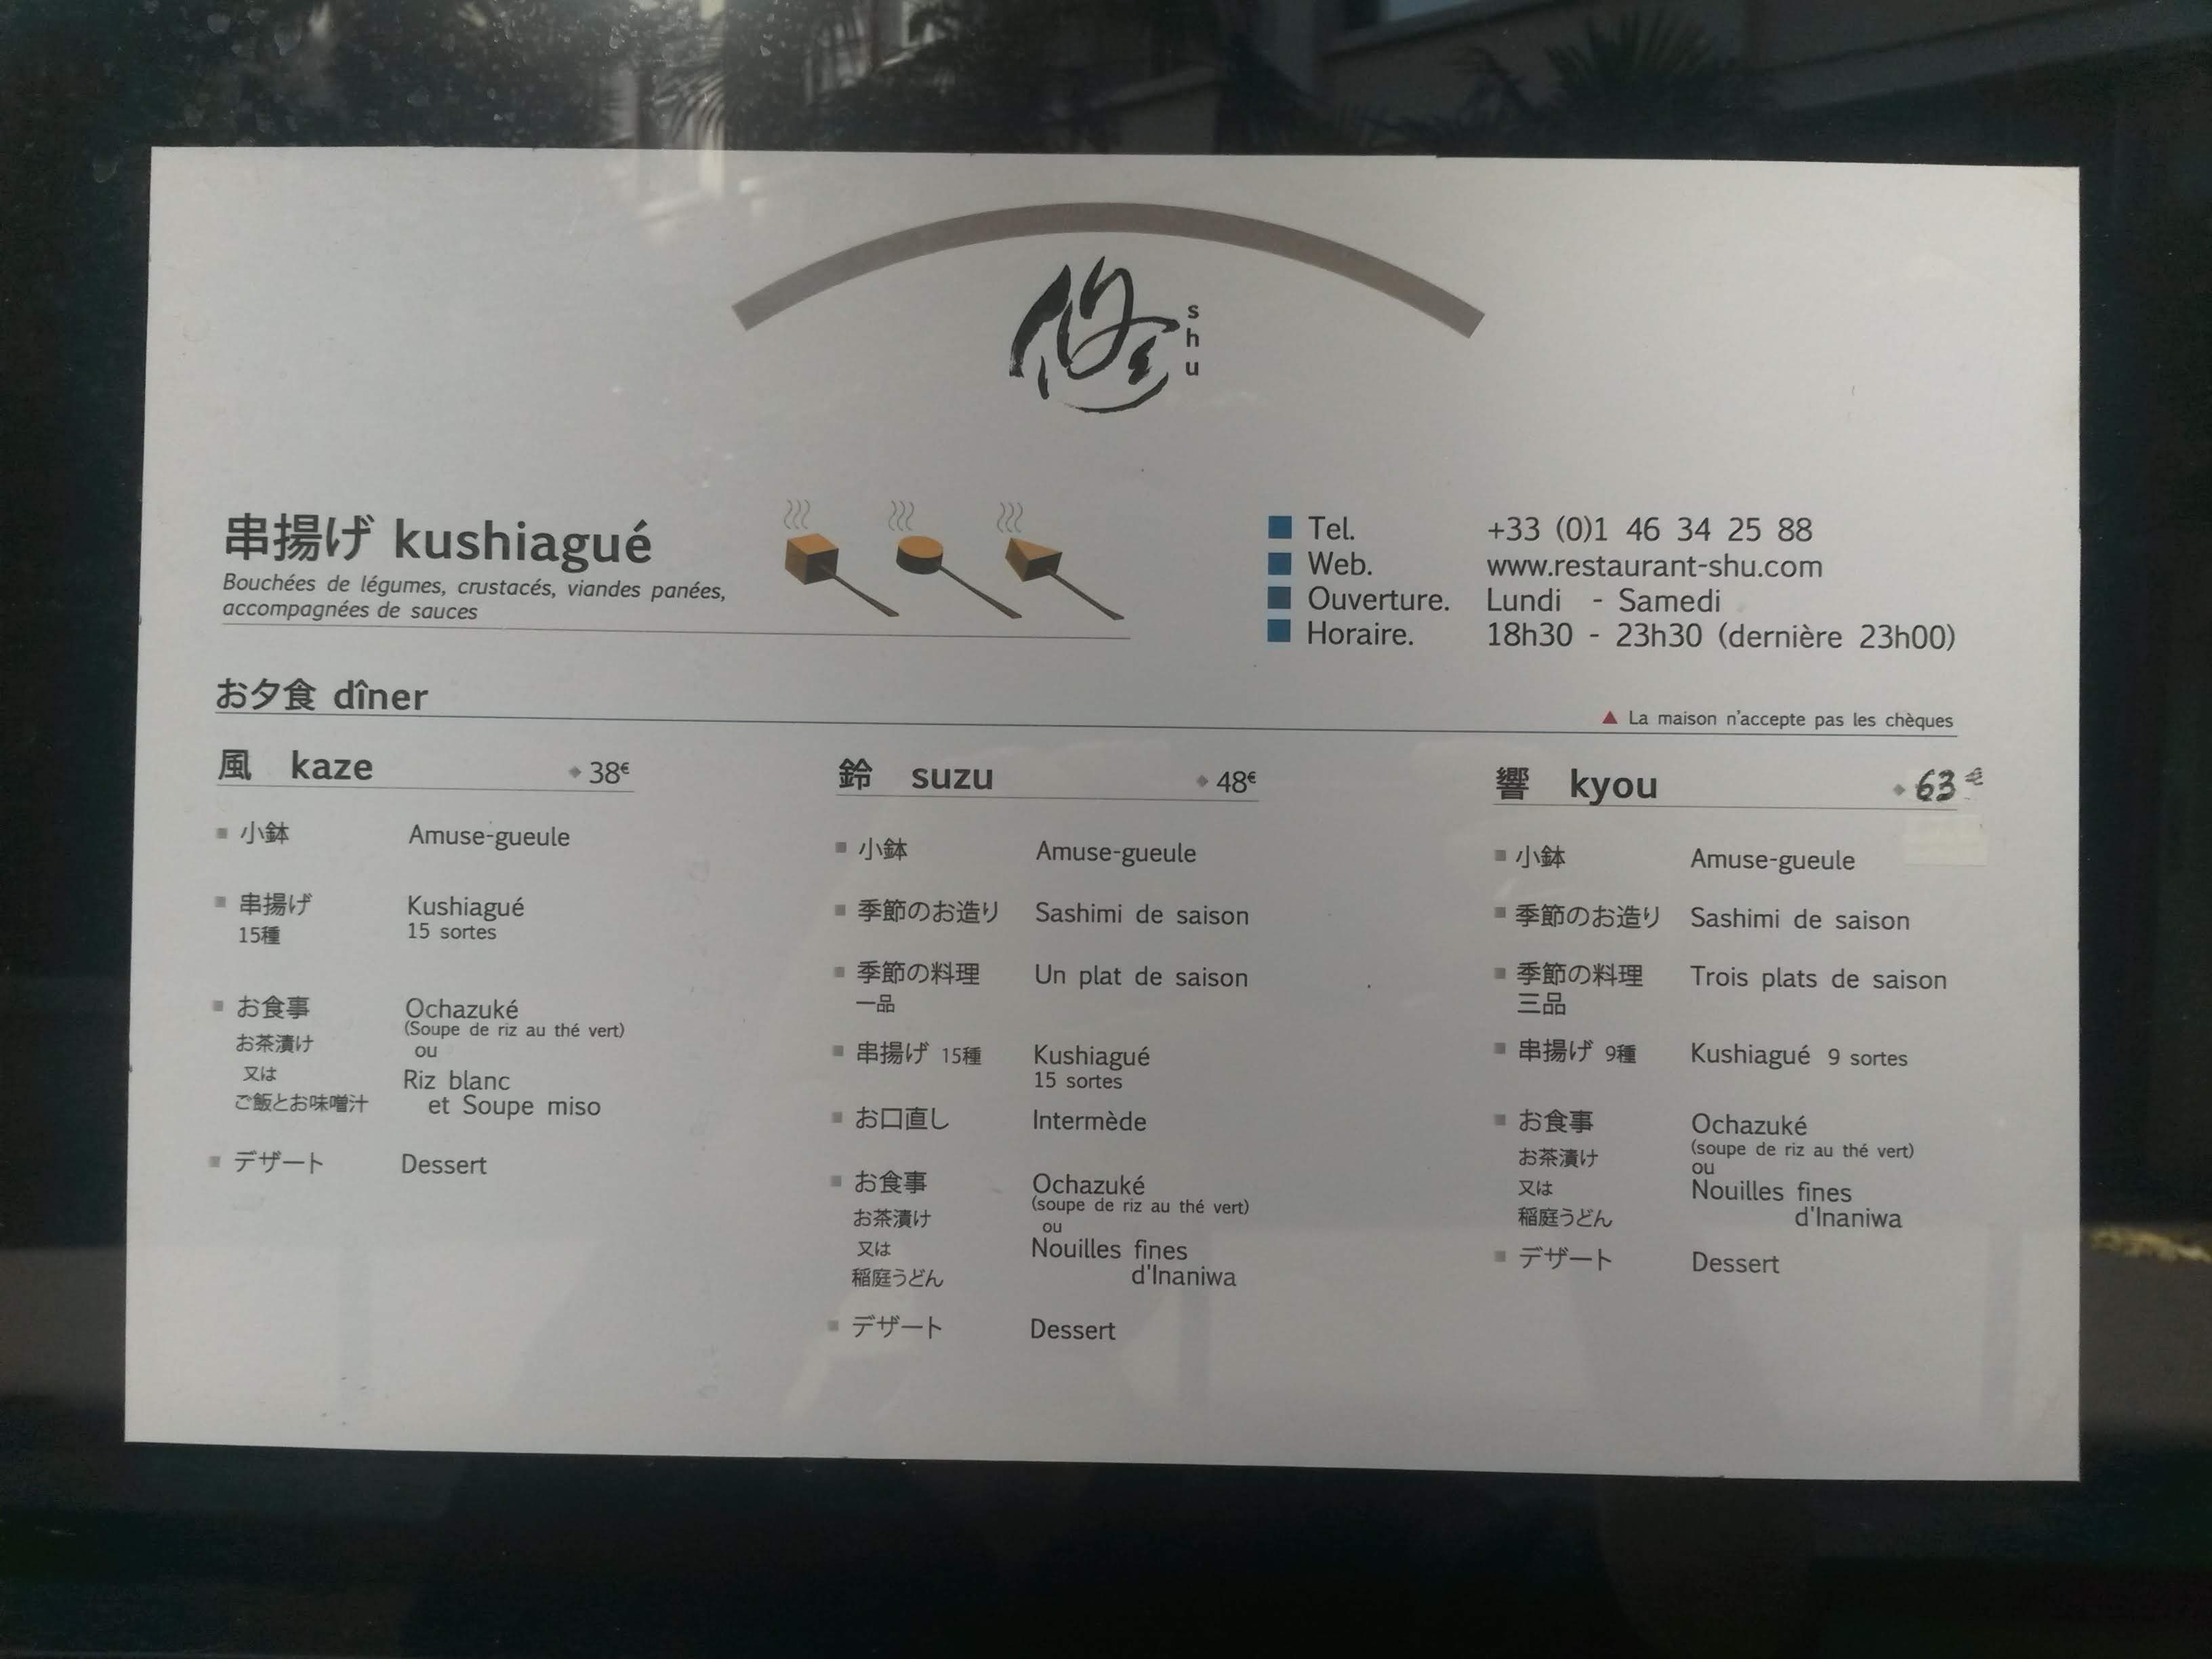 悠
shu
串揚げ kushiagué
Bouchées de légumes, crustacés, viandes panées,
accompagnées de sauces
Tel. +33 (0)1 46 34 25 88
Web. www.restaurant-shu.com
Ouverture. Lundi - Samedi
Horaire. 18h30 - 23h30 (dernière 23h00)
お夕食 dîner
▲ La maison n'accepte pas les chèques
風 kaze 38€
小鉢 Amuse-gueule
串揚げ Kushiagué
15種 15 sortes
お食事 Ochazuké
(Soupe de riz au thé vert)
お茶漬け ou
又は Riz blanc
ご飯とお味噌汁 et Soupe miso
デザート Dessert
鈴 suzu 48€
小鉢 Amuse-gueule
季節のお造り Sashimi de saison
季節の料理 Un plat de saison
一品
串揚げ 15種 Kushiagué
15 sortes
お口直し Intermède
お食事 Ochazuké
(soupe de riz au thé vert)
お茶漬け ou
又は Nouilles fines
稲庭うどん d'Inaniwa
デザート Dessert
響 kyou 63€
小鉢 Amuse-gueule
季節のお造り Sashimi de saison
季節の料理 Trois plats de saison
三品
串揚げ 9種 Kushiagué 9 sortes
お食事 Ochazuké
(soupe de riz au thé vert)
お茶漬け ou
又は Nouilles fines
稲庭うどん d'Inaniwa
デザート Dessert